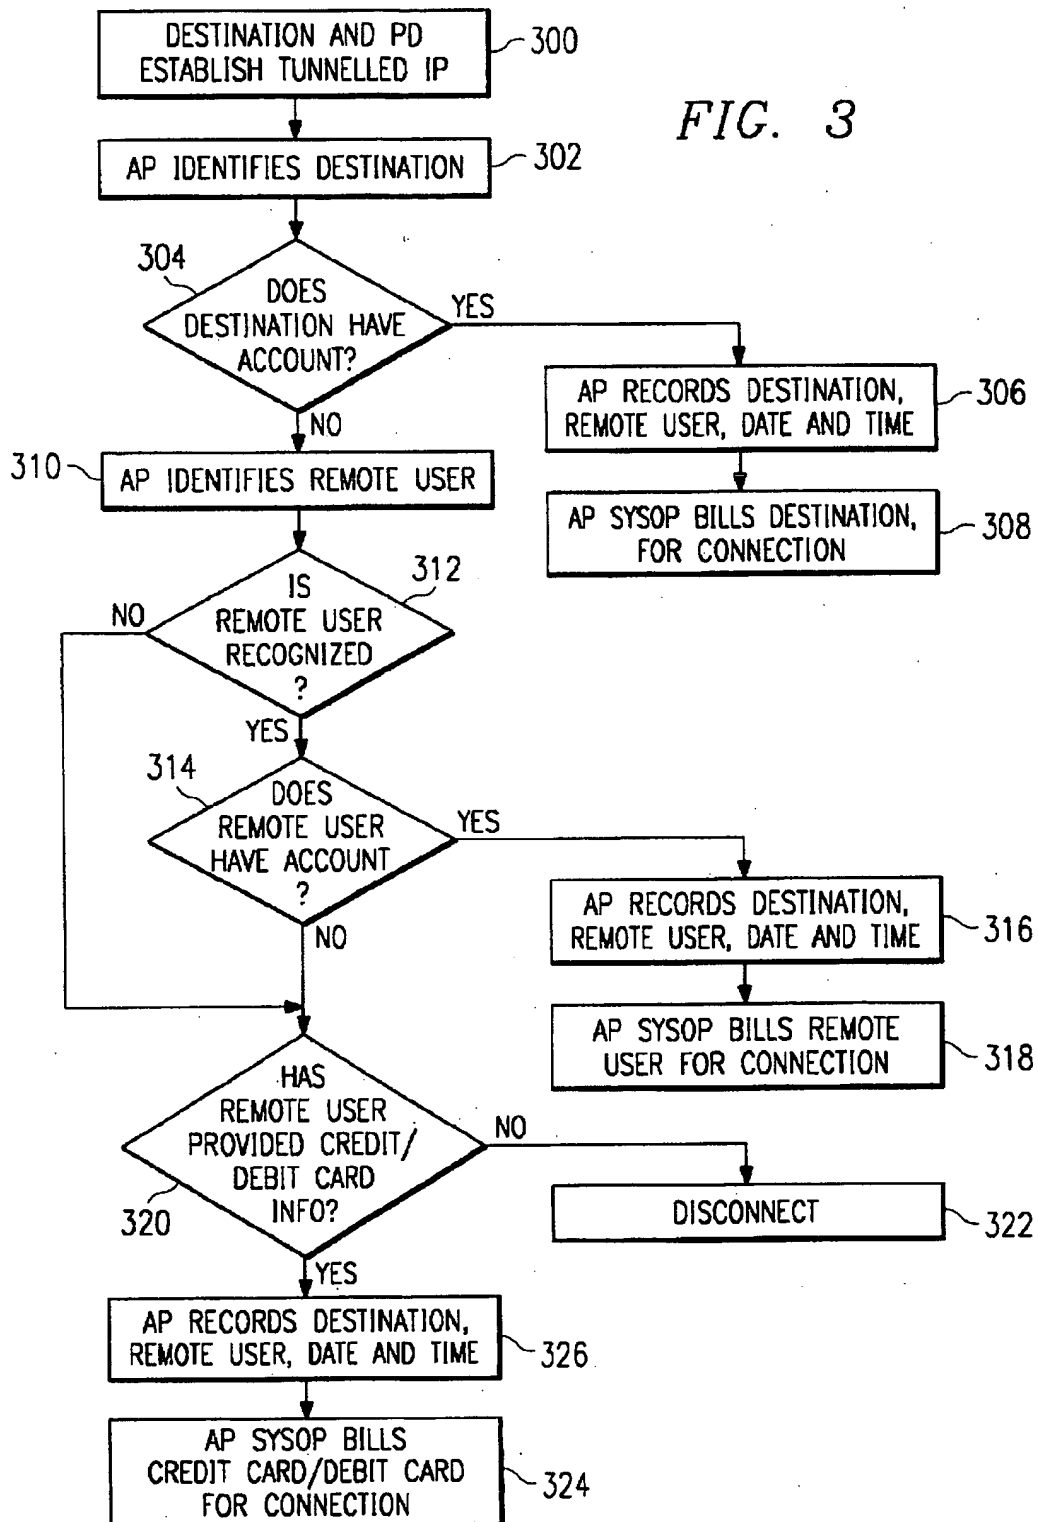 DESTINATION AND PD
ESTABLISH TUNNELLED IP
300
FIG. 3
AP IDENTIFIES DESTINATION
302
304
DOES
DESTINATION HAVE
ACCOUNT?
YES
NO
AP RECORDS DESTINATION,
REMOTE USER, DATE AND TIME
306
310
AP IDENTIFIES REMOTE USER
AP SYSOP BILLS DESTINATION,
FOR CONNECTION
308
312
IS
REMOTE USER
RECOGNIZED
?
NO
YES
314
DOES
REMOTE USER
HAVE ACCOUNT
?
YES
NO
AP RECORDS DESTINATION,
REMOTE USER, DATE AND TIME
316
AP SYSOP BILLS REMOTE
USER FOR CONNECTION
318
HAS
REMOTE USER
PROVIDED CREDIT/
DEBIT CARD
INFO?
320
NO
DISCONNECT
322
YES
AP RECORDS DESTINATION,
REMOTE USER, DATE AND TIME
326
AP SYSOP BILLS
CREDIT CARD/DEBIT CARD
FOR CONNECTION
324